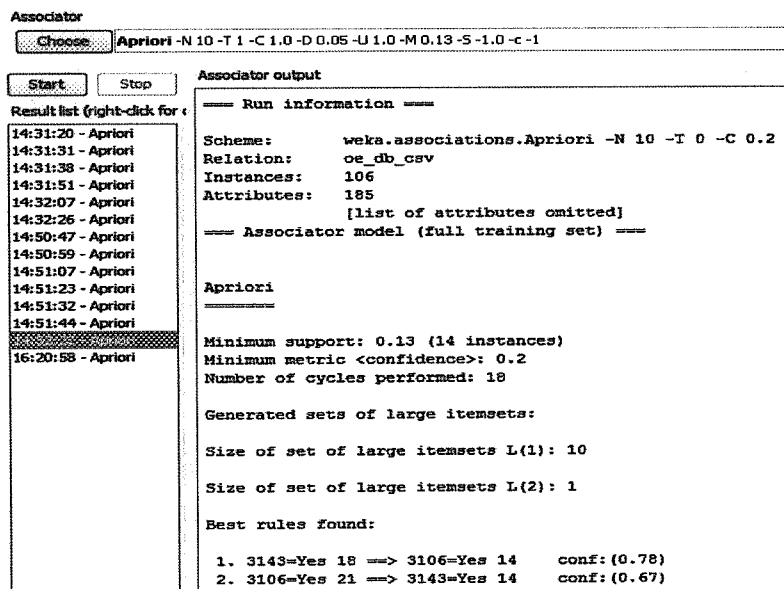 Associator
Choose Apriori -N 10 -T 1 -C 1.0 -D 0.05 -U 1.0 -M 0.13 -S -1.0 -c -1
Start Stop
Result list (right-click for
14:31:20 - Apriori
14:31:31 - Apriori
14:31:38 - Apriori
14:31:51 - Apriori
14:32:07 - Apriori
14:32:26 - Apriori
14:50:47 - Apriori
14:50:59 - Apriori
14:51:07 - Apriori
14:51:23 - Apriori
14:51:32 - Apriori
14:51:44 - Apriori
16:20:58 - Apriori
Associator output
=== Run information ===
Scheme: weka.associations.Apriori -N 10 -T 0 -C 0.2
Relation: oe_db_csv
Instances: 106
Attributes: 185
[list of attributes omitted]
=== Associator model (full training set) ===
Apriori
=======
Minimum support: 0.13 (14 instances)
Minimum metric <confidence>: 0.2
Number of cycles performed: 18
Generated sets of large itemsets:
Size of set of large itemsets L(1): 10
Size of set of large itemsets L(2): 1
Best rules found:
1. 3143=Yes 18 ==> 3106=Yes 14 conf:(0.78)
2. 3106=Yes 21 ==> 3143=Yes 14 conf:(0.67)